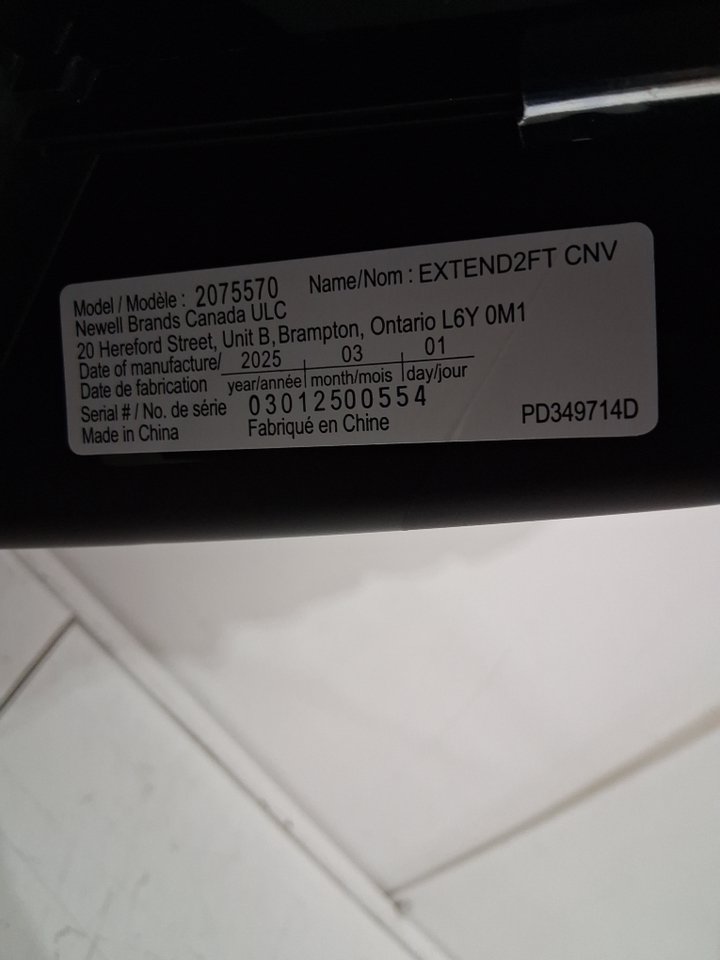 Model / Modèle : 2075570 Name/Nom : EXTEND2FT CNV
Newell Brands Canada ULC
20 Hereford Street, Unit B, Brampton, Ontario L6Y 0M1
Date of manufacture/ 2025 03 01
Date de fabrication year/année month/mois day/jour
Serial # / No. de série 03012500554
Made in China Fabriqué en Chine PD349714D